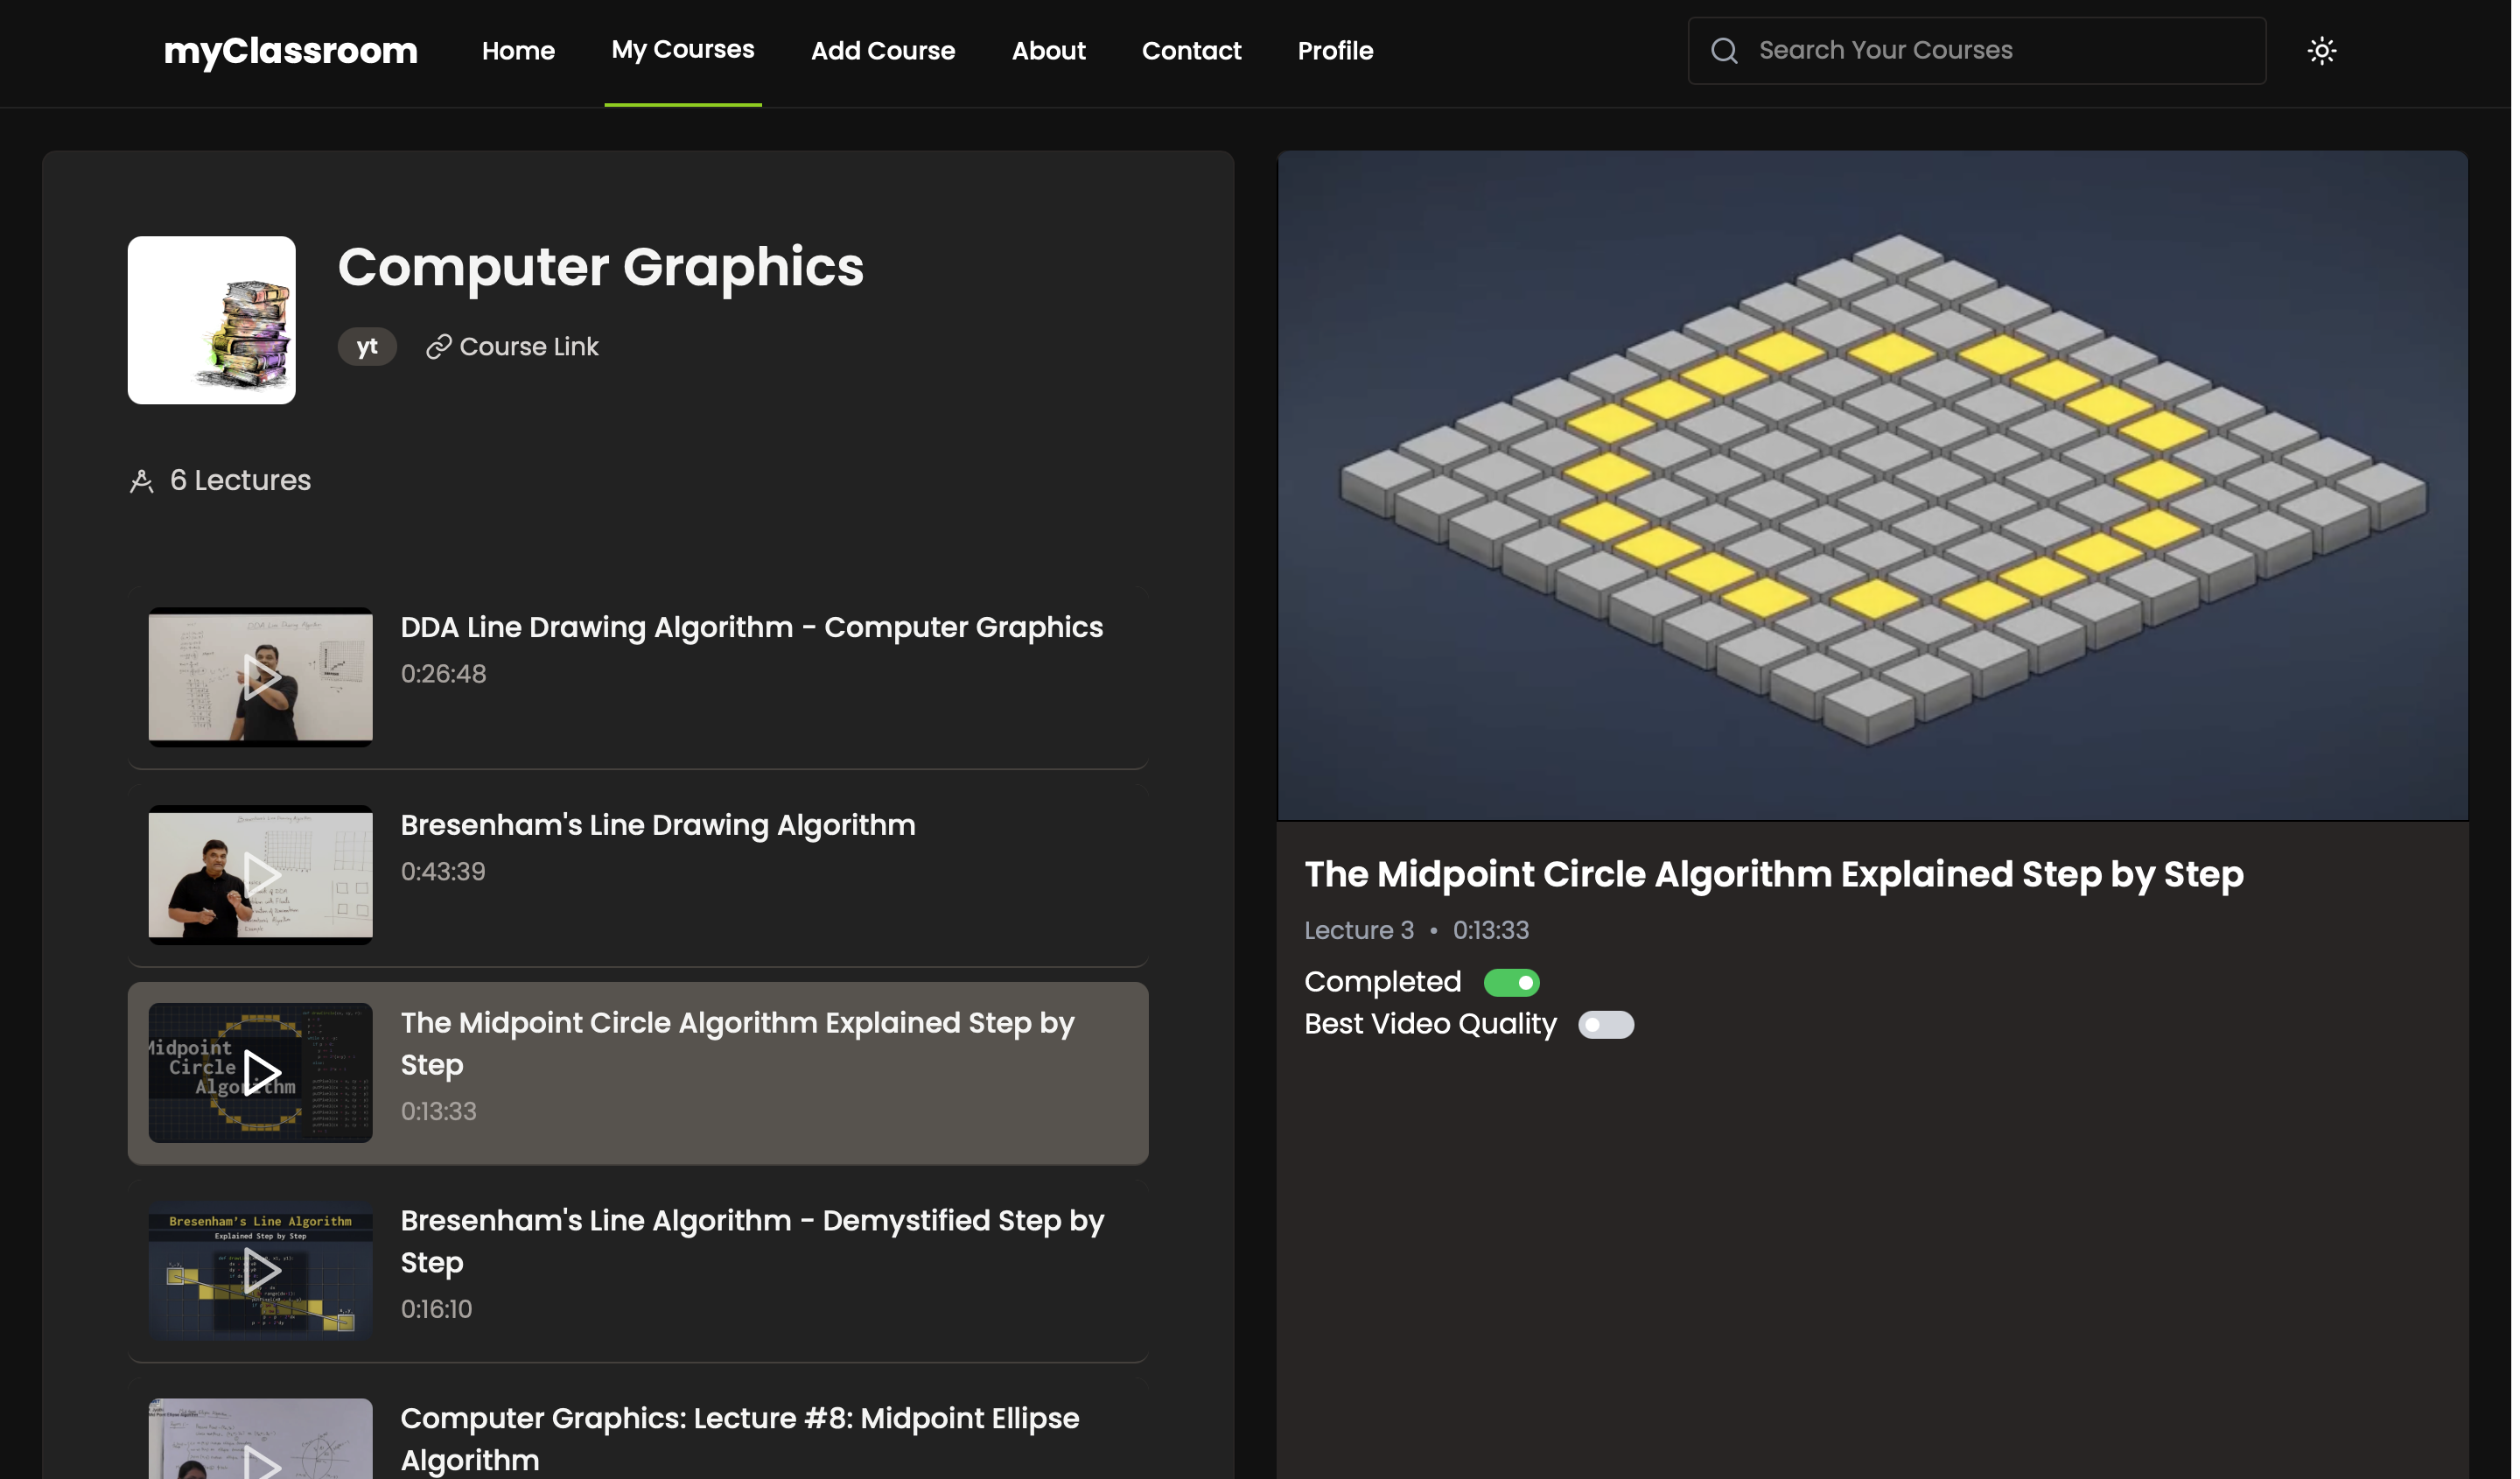 myClassroom
Home
My Courses
Add Course
About
Contact
Profile
Search Your Courses
Computer Graphics
yt
Course Link
6 Lectures
DDA Line Drawing Algorithm - Computer Graphics
0:26:48
Bresenham's Line Drawing Algorithm
0:43:39
Midpoint
Circle
Algorithm
The Midpoint Circle Algorithm Explained Step by
Step
0:13:33
Bresenham's Line Algorithm
Explained Step by Step
Bresenham's Line Algorithm - Demystified Step by
Step
0:16:10
Computer Graphics: Lecture #8: Midpoint Ellipse
Algorithm
The Midpoint Circle Algorithm Explained Step by Step
Lecture 3 • 0:13:33
Completed
Best Video Quality